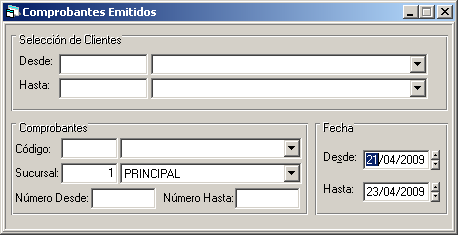 Comprobantes Emitidos
Selección de Clientes
Desde:
Hasta:
Comprobantes
Código:
Sucursal: 1 PRINCIPAL
Número Desde: Número Hasta:
Fecha
Desde: 21/04/2009
Hasta: 23/04/2009